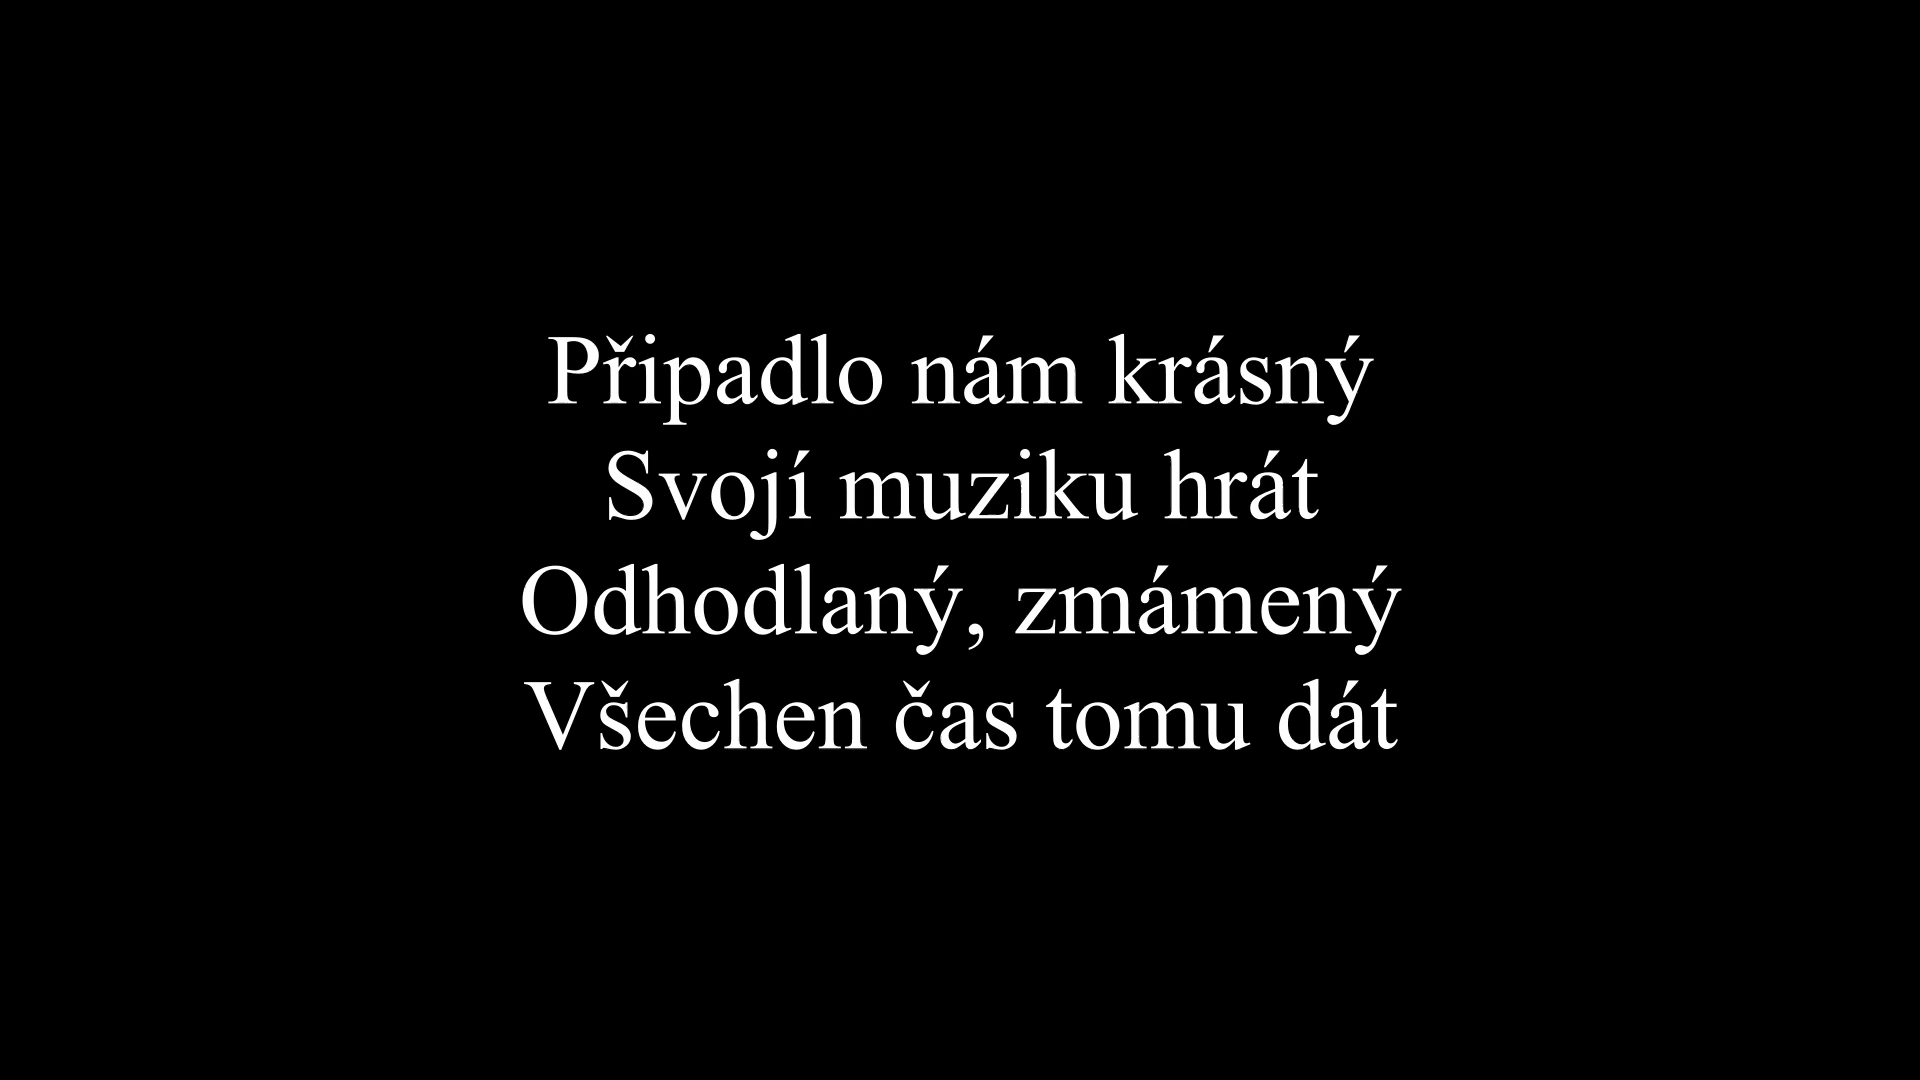 Připadlo nám krásný
Svojí muziku hrát
Odhodlaný, zmámený
Všechen čas tomu dát